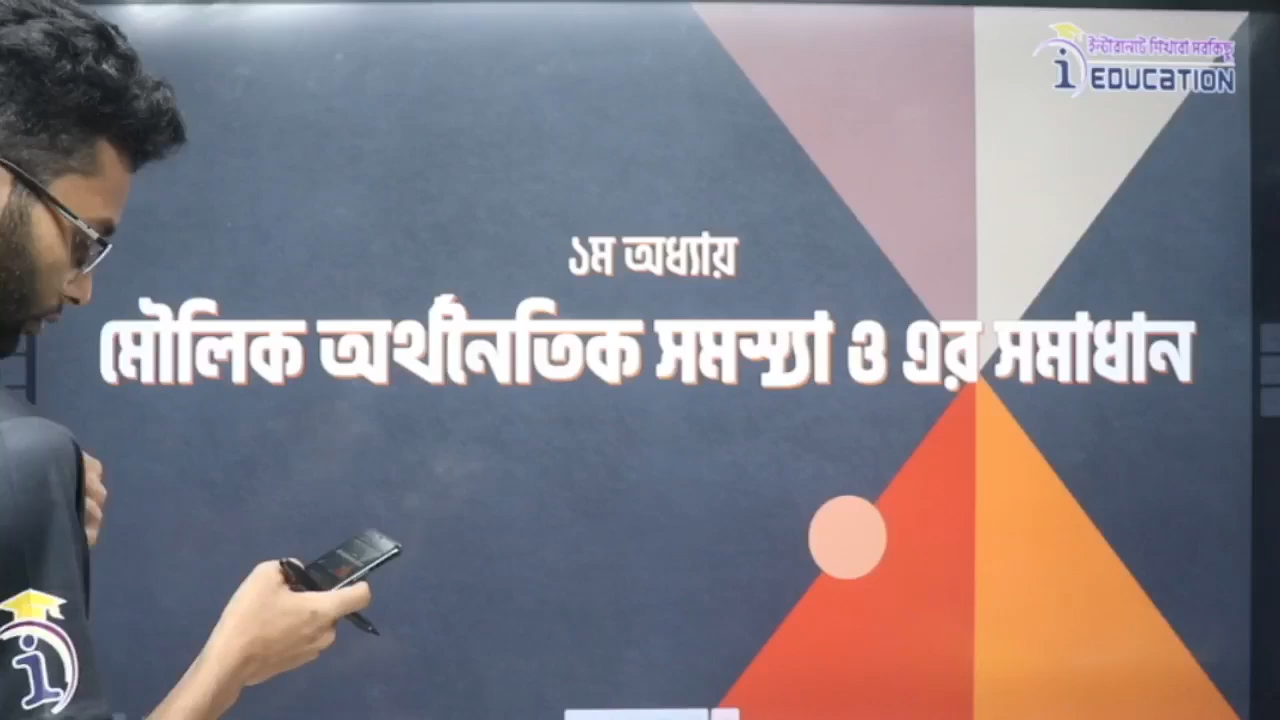 ইন্টারনেটে শিখবো সবকিছু
i EDUCATION
১ম অধ্যায়
মৌলিক অর্থনৈতিক সমস্যা ও এর সমাধান
i